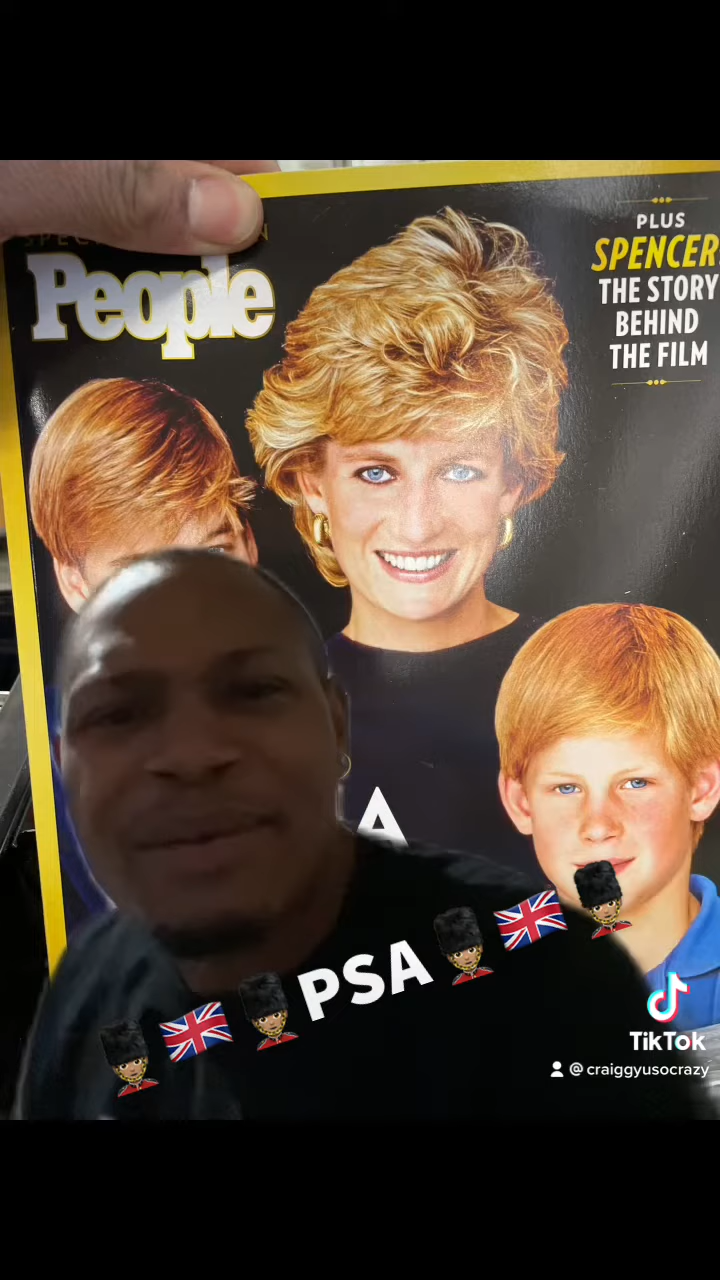 People
PLUS
SPENCER:
THE STORY
BEHIND
THE FILM
A
PSA
TikTok
@craiggyusocrazy